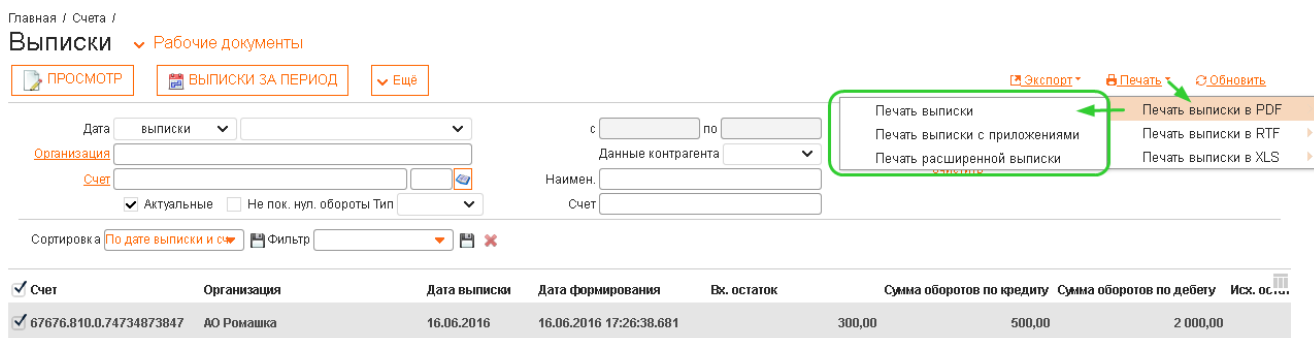 Главная / Счета /
Выписки Рабочие документы
ПРОСМОТР ВЫПИСКИ ЗА ПЕРИОД Ещё Экспорт Печать Обновить
Печать выписки Печать выписки в PDF
Дата выписки с по Печать выписки с приложениями Печать выписки в RTF
Организация Данные контрагента Печать расширенной выписки Печать выписки в XLS
Счет Наимен.
Актуальные Не пок. нул. обороты Тип Счет
Сортировка По дате выписки и сч Фильтр
Счет Организация Дата выписки Дата формирования Вх. остаток Сумма оборотов по кредиту Сумма оборотов по дебету Исх.
67676.810.0.74734873847 АО Ромашка 16.06.2016 16.06.2016 17:26:38.681 300,00 500,00 2 000,00